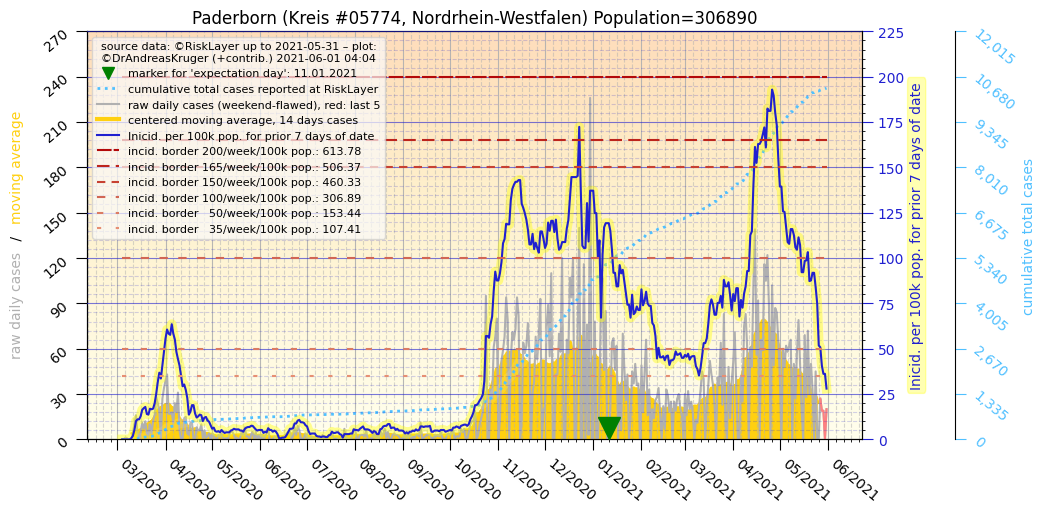 Paderborn (Kreis #05774, Nordrhein-Westfalen) Population=306890
source data: ©RiskLayer up to 2021-05-31 – plot:
©DrAndreasKruger (+contrib.) 2021-06-01 04:04
marker for 'expectation day': 11.01.2021
cumulative total cases reported at RiskLayer
raw daily cases (weekend-flawed), red: last 5
centered moving average, 14 days cases
Inicid. per 100k pop. for prior 7 days of date
incid. border 200/week/100k pop.: 613.78
incid. border 165/week/100k pop.: 506.37
incid. border 150/week/100k pop.: 460.33
incid. border 100/week/100k pop.: 306.89
incid. border 50/week/100k pop.: 153.44
incid. border 35/week/100k pop.: 107.41
raw daily cases / moving average
270
240
210
180
150
120
90
60
30
0
03/2020
04/2020
05/2020
06/2020
07/2020
08/2020
09/2020
10/2020
11/2020
12/2020
01/2021
02/2021
03/2021
04/2021
05/2021
06/2021
225
200
175
150
125
100
75
50
25
0
Inicid. per 100k pop. for prior 7 days of date
12,015
10,680
9,345
8,010
6,675
5,340
4,005
2,670
1,335
0
cumulative total cases